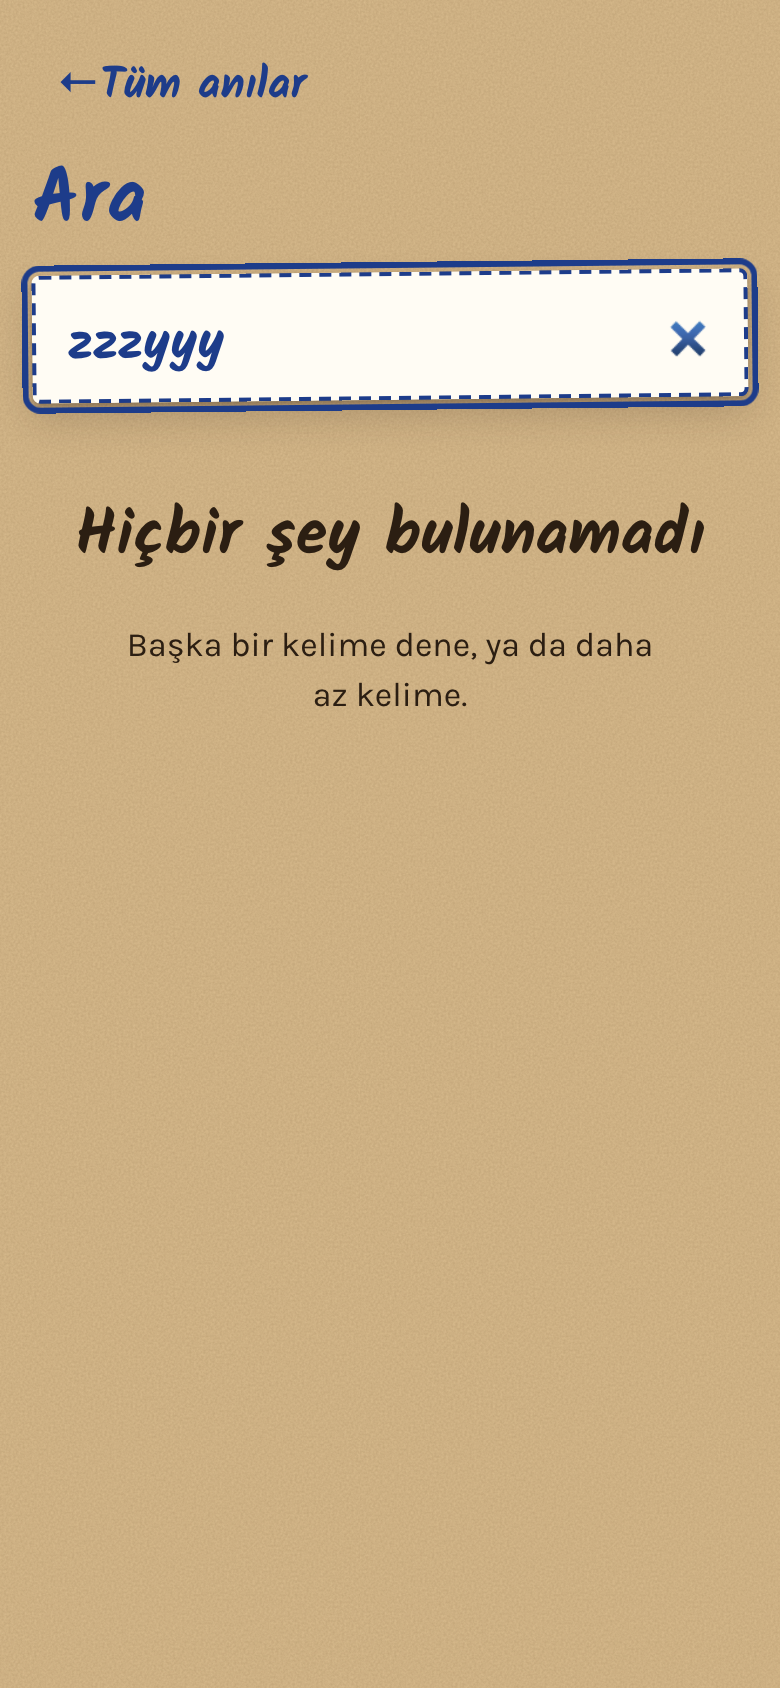 ←Tüm anılar
Ara
zzzyyy
Hiçbir şey bulunamadı
Başka bir kelime dene, ya da daha
az kelime.